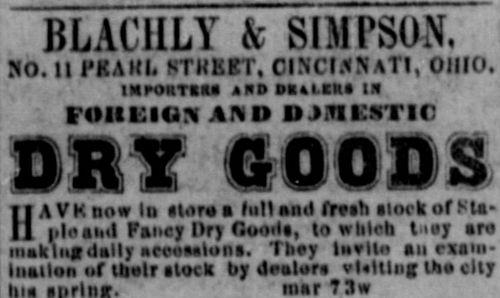 BLACHLY & SIMPSON,
NO. 11 PEARL STREET, CINCINNATI, OHIO.
IMPORTERS AND DEALERS IN
FOREIGN AND DOMESTIC
DRY GOODS
HAVE now in store a full and fresh stock of Sta-
ple and Fancy Dry Goods, to which they are
making daily accessions. They invite an exam-
ination of their stock by dealers visiting the city
his spring. mar 7 3w